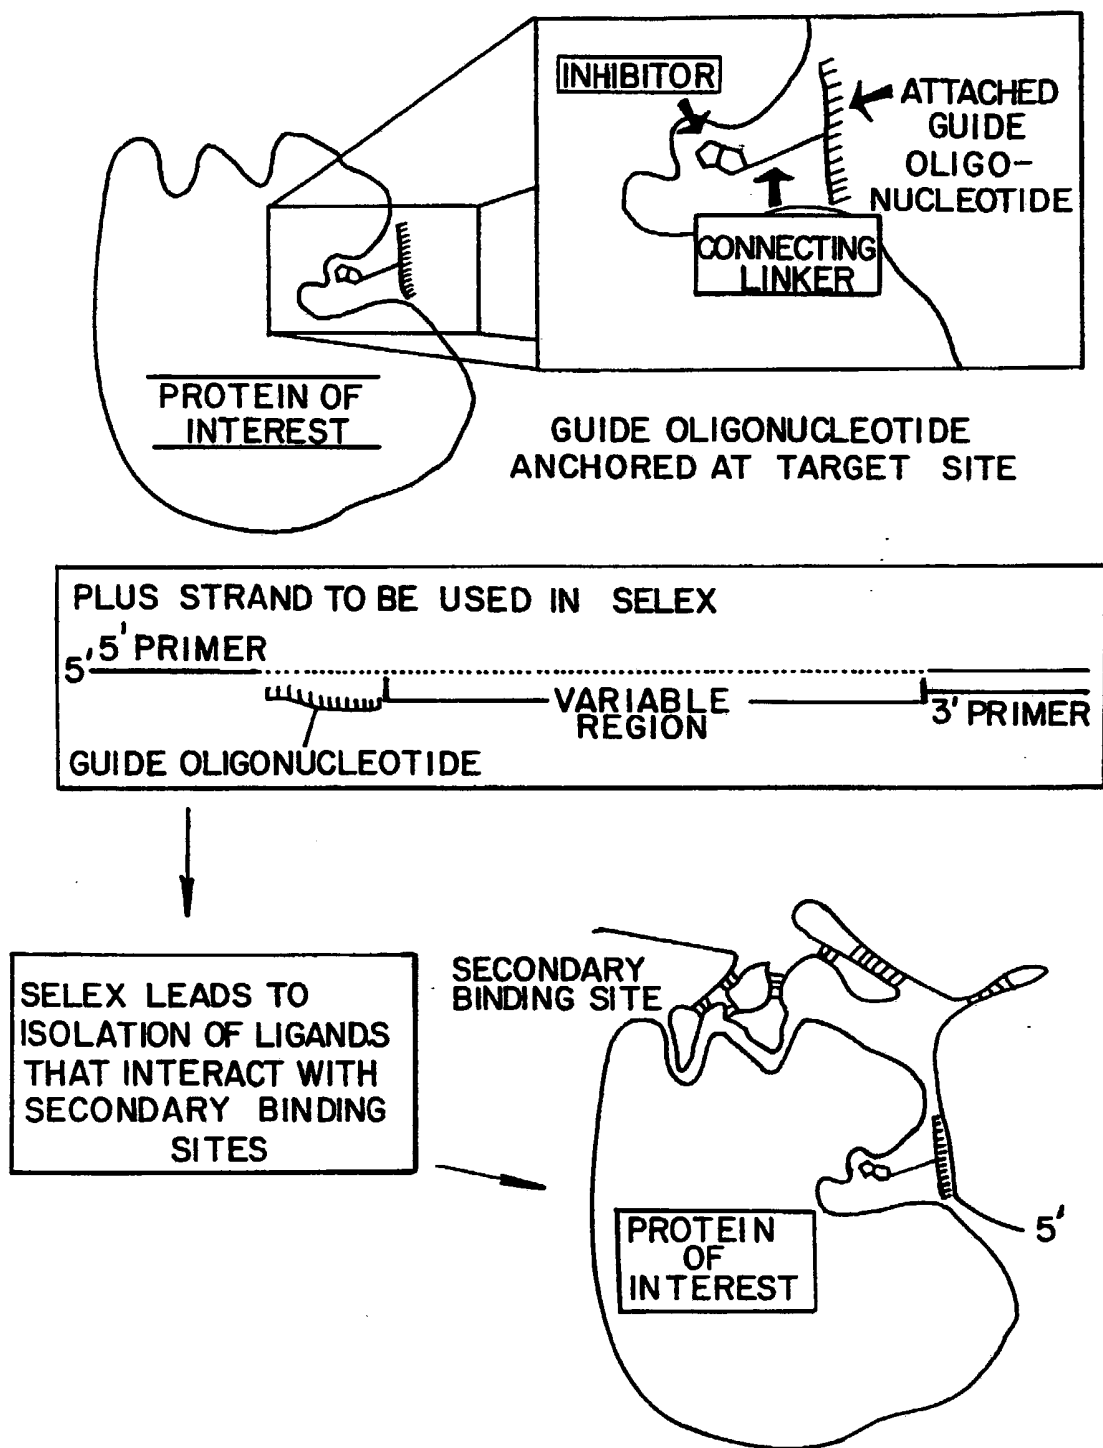 INHIBITOR
ATTACHED
GUIDE
OLIGO-
NUCLEOTIDE
CONNECTING
LINKER
PROTEIN OF
INTEREST
GUIDE OLIGONUCLEOTIDE
ANCHORED AT TARGET SITE
PLUS STRAND TO BE USED IN SELEX
5' 5' PRIMER
VARIABLE
REGION
3' PRIMER
GUIDE OLIGONUCLEOTIDE
SELEX LEADS TO
ISOLATION OF LIGANDS
THAT INTERACT WITH
SECONDARY BINDING
SITES
SECONDARY
BINDING SITE
5'
PROTEIN
OF
INTEREST